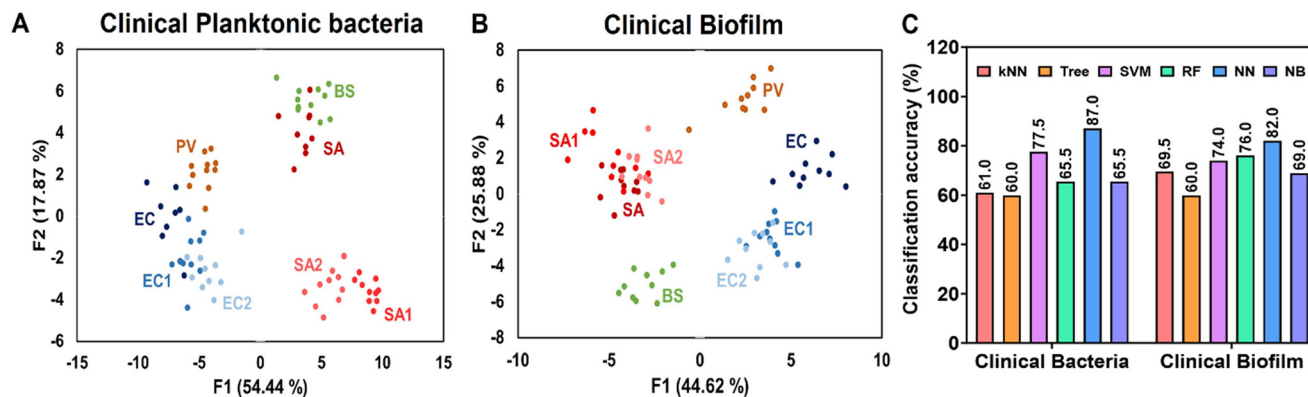 A
Clinical Planktonic bacteria
F2 (17.87 %)
8
6
4
2
0
-2
-4
-6
BS
SA
PV
EC
EC1
EC2
SA2
SA1
-15
-10
-5
0
5
10
15
F1 (54.44 %)
B
Clinical Biofilm
F2 (25.88 %)
8
6
4
2
0
-2
-4
-6
-8
PV
SA1
SA2
SA
EC
EC1
EC2
BS
-10
-5
0
5
10
F1 (44.62 %)
C
Classification accuracy (%)
120
100
80
60
40
20
0
kNN Tree SVM RF NN NB
61.0
60.0
77.5
65.5
87.0
65.5
69.5
60.0
74.0
76.0
82.0
69.0
Clinical Bacteria
Clinical Biofilm